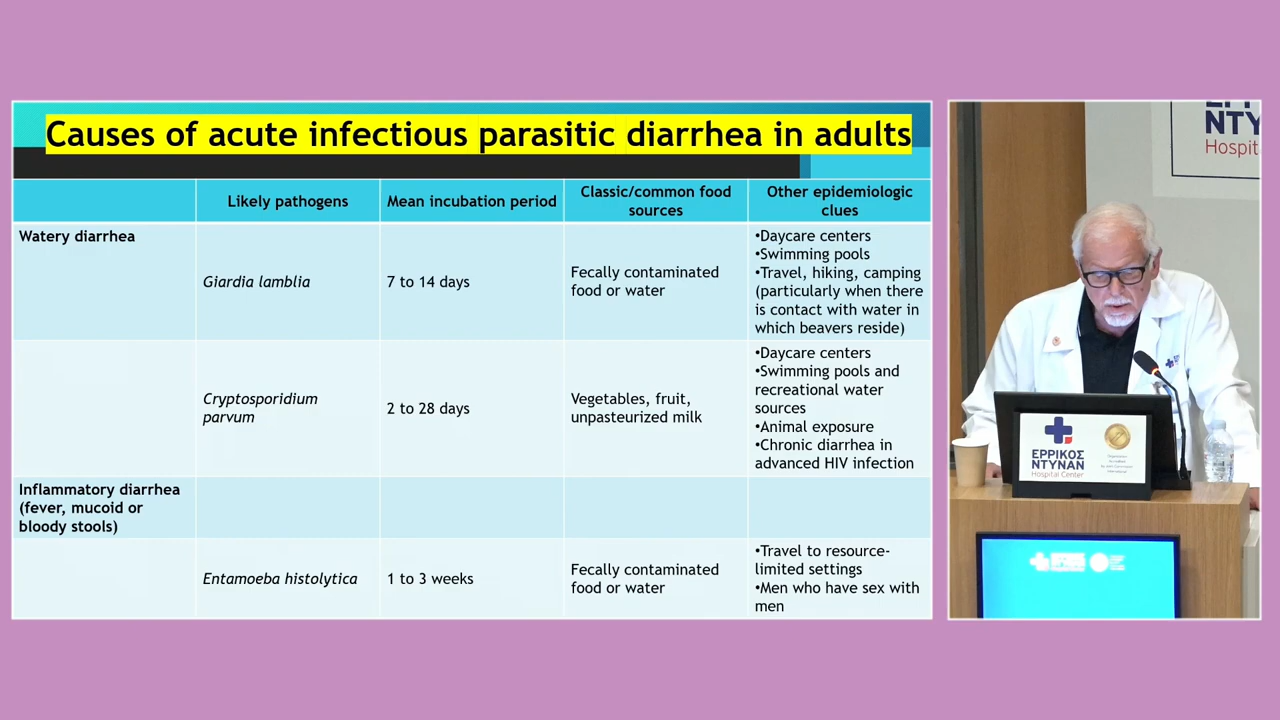 Causes of acute infectious parasitic diarrhea in adults
Likely pathogens
Mean incubation period
Classic/common food
sources
Other epidemiologic
clues
Watery diarrhea
Giardia lamblia
7 to 14 days
Fecally contaminated
food or water
•Daycare centers
•Swimming pools
•Travel, hiking, camping
(particularly when there
is contact with water in
which beavers reside)
Cryptosporidium
parvum
2 to 28 days
Vegetables, fruit,
unpasteurized milk
•Daycare centers
•Swimming pools and
recreational water
sources
•Animal exposure
•Chronic diarrhea in
advanced HIV infection
Inflammatory diarrhea
(fever, mucoid or
bloody stools)
Entamoeba histolytica
1 to 3 weeks
Fecally contaminated
food or water
•Travel to resource-
limited settings
•Men who have sex with
men
ΝΤΥ
Hospit
ΕΡΡΙΚΟΣ
ΝΤΥΝΑΝ
Hospital Center